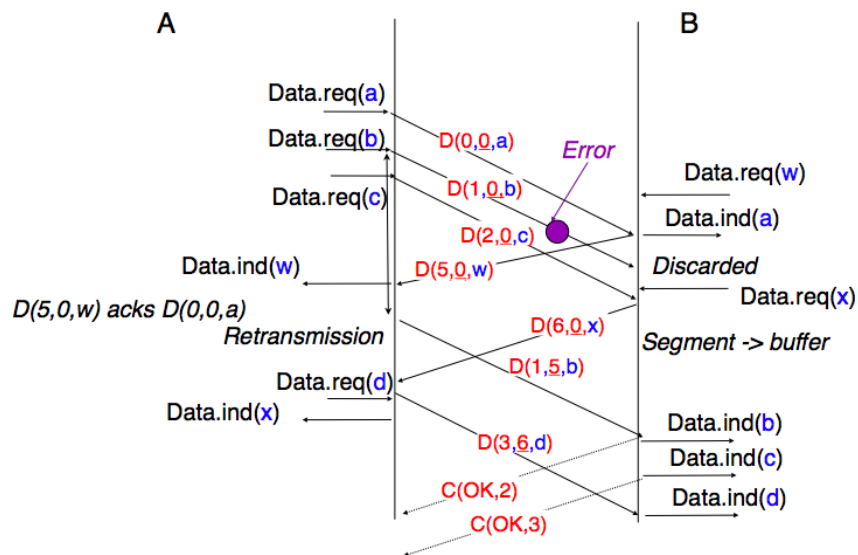 A
B
Data.req(a)
Data.req(b)
D(0,0,a)
Error
Data.req(w)
Data.req(c)
D(1,0,b)
Data.ind(a)
D(2,0,c)
Data.ind(w)
D(5,0,w)
Discarded
D(5,0,w) acks D(0,0,a)
Data.req(x)
Retransmission
D(6,0,x)
Segment -> buffer
D(1,5,b)
Data.req(d)
Data.ind(x)
Data.ind(b)
D(3,6,d)
Data.ind(c)
C(OK,2)
Data.ind(d)
C(OK,3)